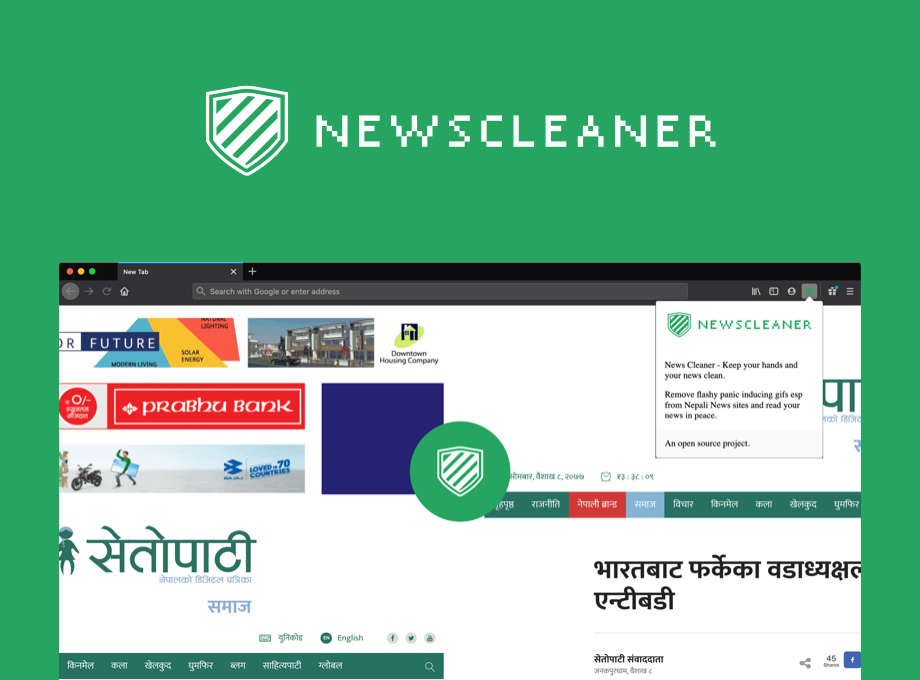 NEWSCLEANER
New Tab
Search with Google or enter address
NEWSCLEANER
News Cleaner - Keep your hands and
your news clean.
Remove flashy panic inducing gifs esp
from Nepali News sites and read your
news in peace.
An open source project.
OR FUTURE
NATURAL
LIGHTING
SOLAR
ENERGY
MODERN LIVING
Downtown
Housing Company
०/-
PRABHU BANK
BAJAJ
LOVED IN 70
COUNTRIES
सेतोपाटी
नेपालको डिजिटल पत्रिका
समाज
युनिकोड
EN English
किनमेल कला खेलकुद घुमफिर ब्लग साहित्यपाटी ग्लोबल
सोमबार, वैशाख ८, २०७७
१३ : ३८ : ०९
राजनीति नेपाली ब्रान्ड समाज विचार किनमेल कला खेलकुद घुमफिर
भारतबाट फर्केका वडाध्यक्ष
एन्टीबडी
सेतोपाटी संवाददाता
जनकपुरधाम, वैशाख ८
45
Shares